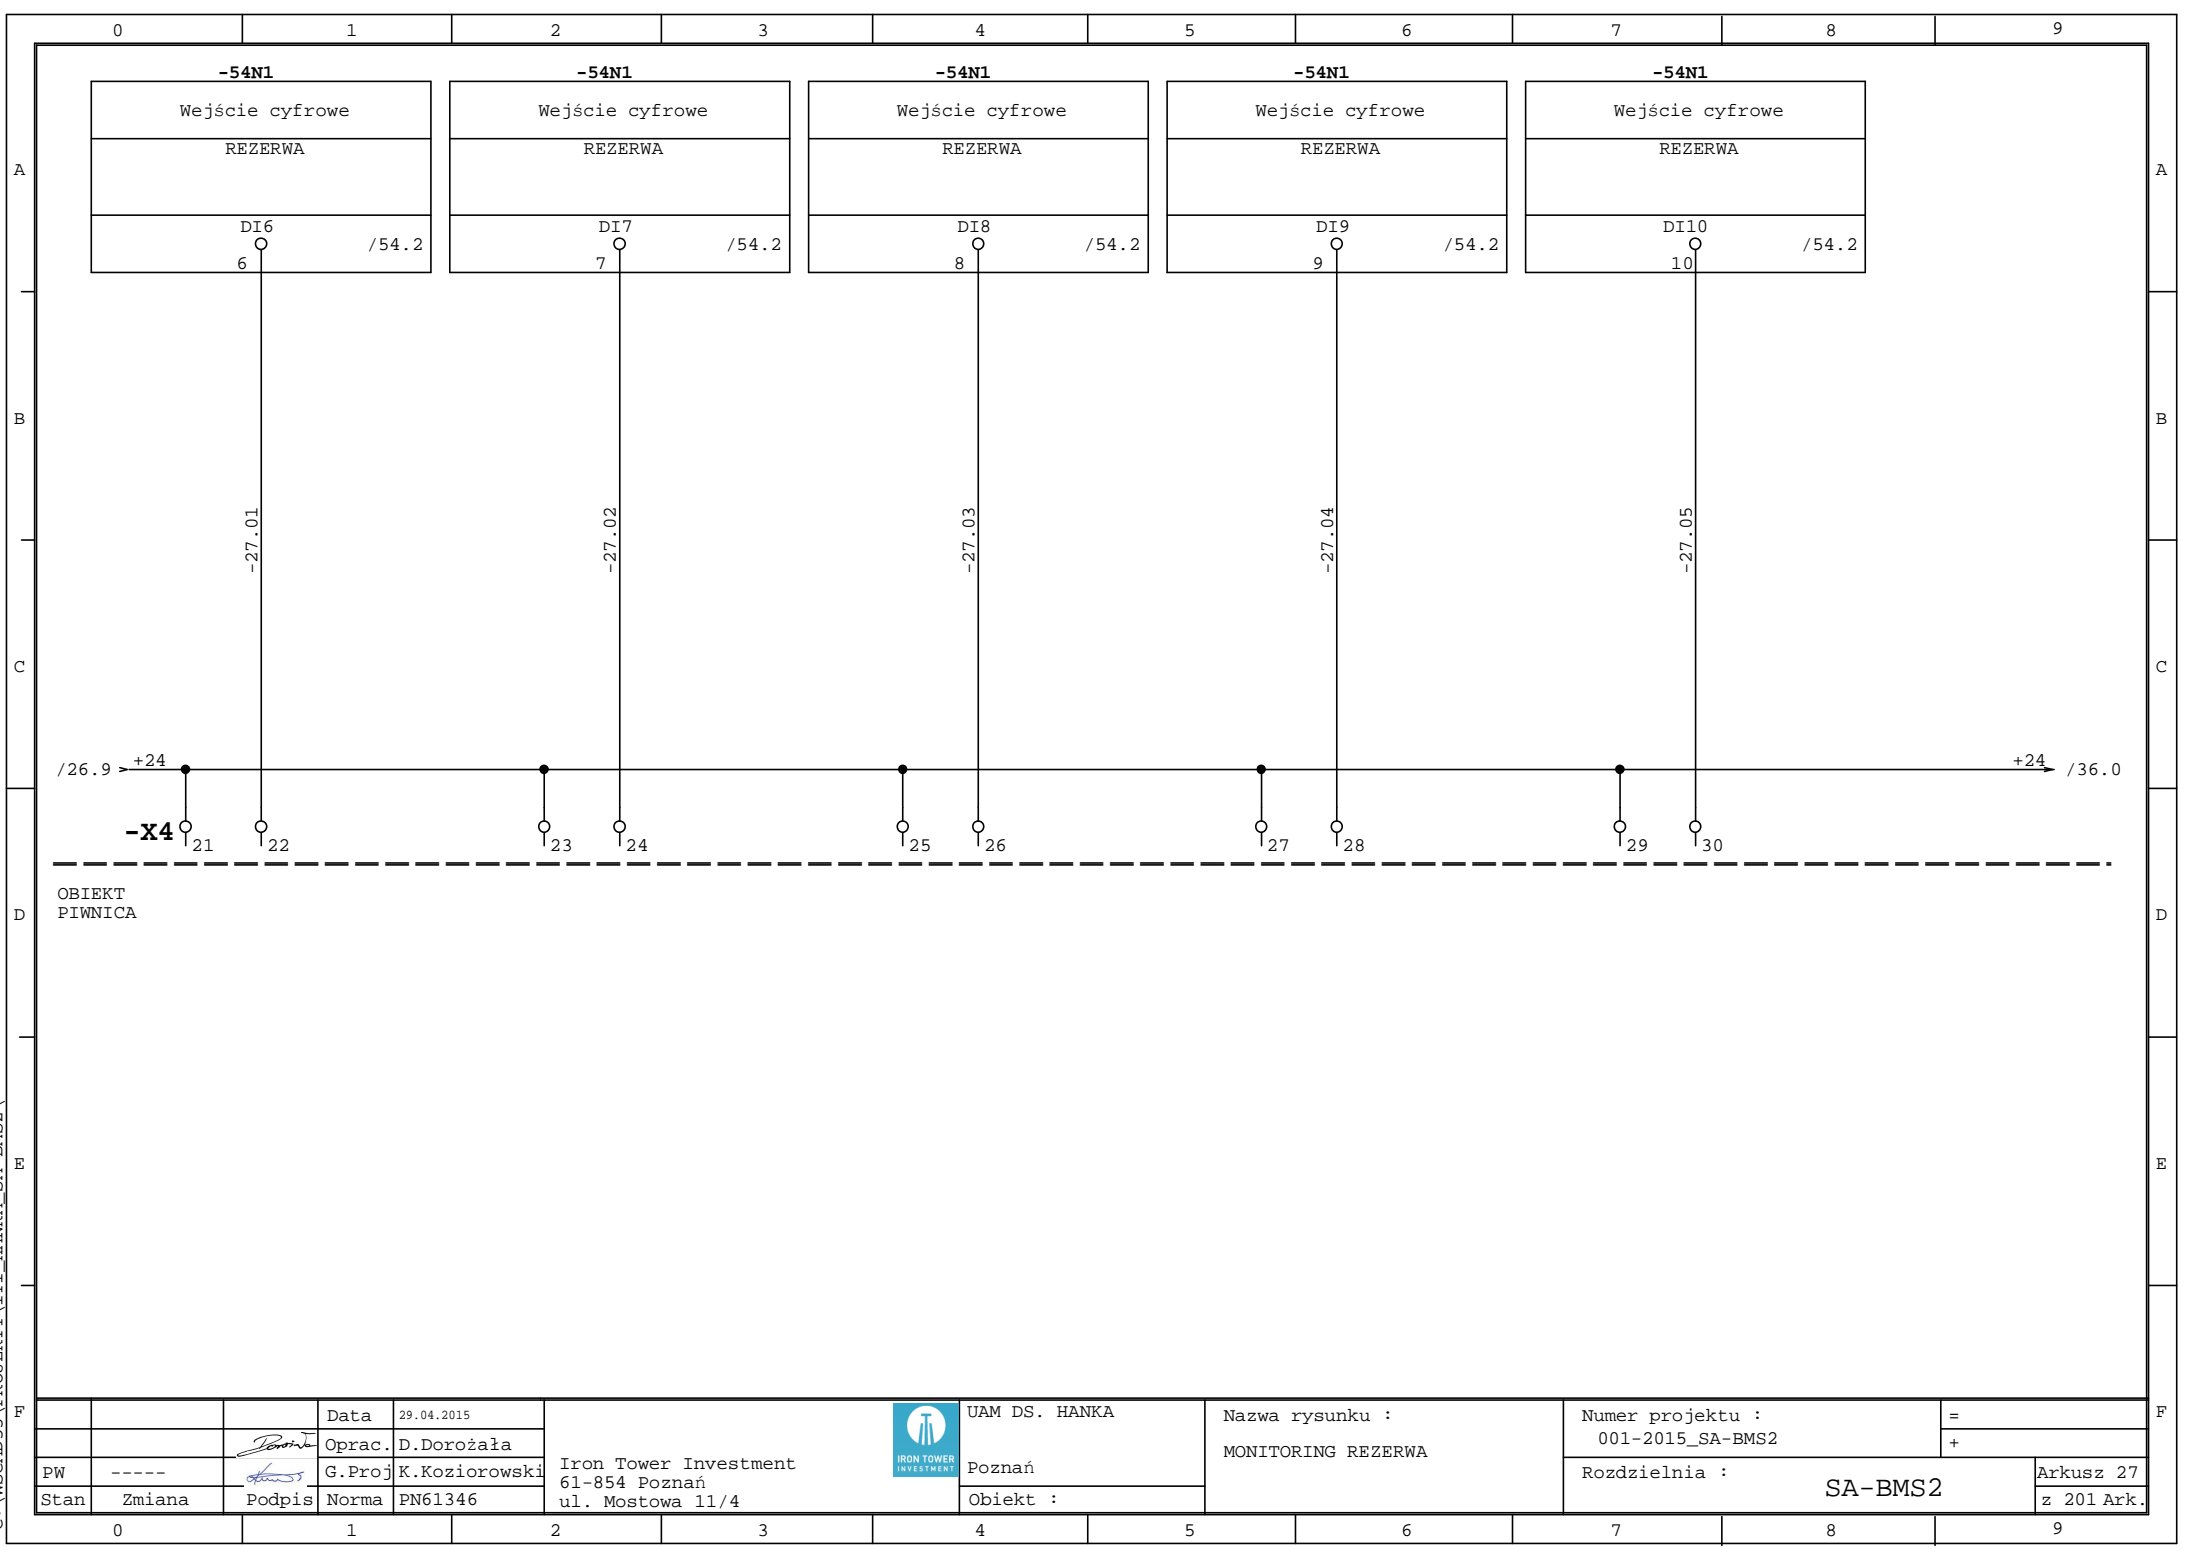 0 1 2 3 4 5 6 7 8 9
-54N1 -54N1 -54N1 -54N1 -54N1
Wejście cyfrowe Wejście cyfrowe Wejście cyfrowe Wejście cyfrowe Wejście cyfrowe
REZERWA REZERWA REZERWA REZERWA REZERWA
A A
DI6 DI7 DI8 DI9 DI10
/54.2 /54.2 /54.2 /54.2 /54.2
6 7 8 9 10
B B
-27.01 -27.02 -27.03 -27.04 -27.05
C C
/26.9 +24 +24 /36.0
-X4 21 22 23 24 25 26 27 28 29 30
OBIEKT
PIWNICA
D D
E E
F F
Data 29.04.2015
Oprac. D.Dorożała
PW ----- G.Proj K.Koziorowski
Stan Zmiana Podpis Norma PN61346
Iron Tower Investment
61-854 Poznań
ul. Mostowa 11/4
IRON TOWER
INVESTMENT
UAM DS. HANKA
Poznań
Obiekt :
Nazwa rysunku :
MONITORING REZERWA
Numer projektu :
001-2015_SA-BMS2
Rozdzielnia :
SA-BMS2
=
+
Arkusz 27
z 201 Ark.
0 1 2 3 4 5 6 7 8 9